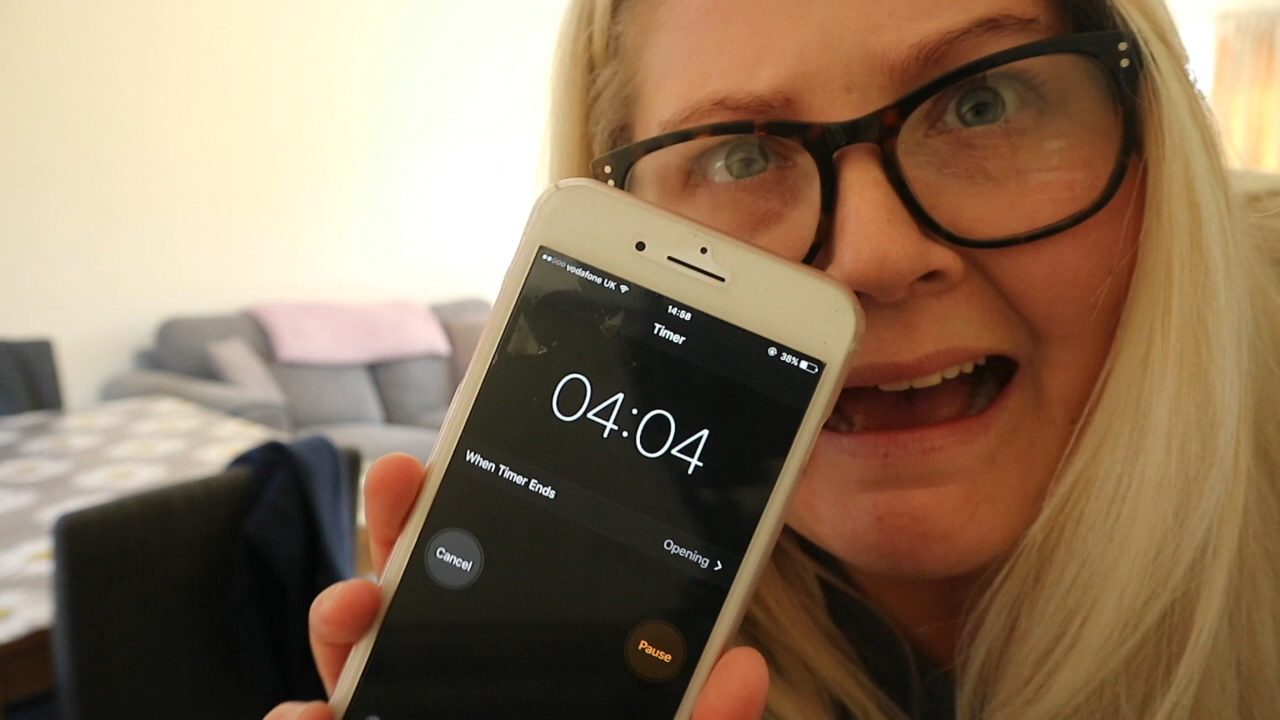 vodafone UK
14:58
38%
Timer
04:04
When Timer Ends
Opening >
Cancel
Pause